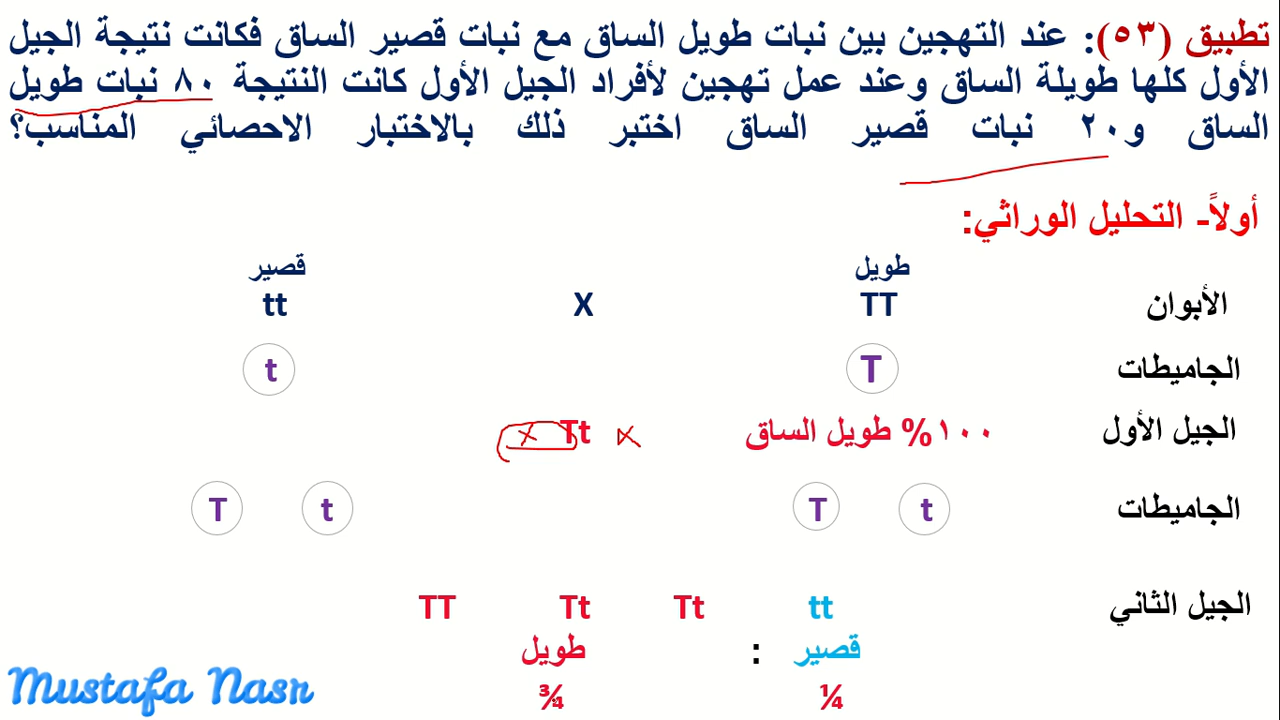 تطبيق (٥٣): عند التهجين بين نبات طويل الساق مع نبات قصير الساق فكانت نتيجة الجيل
الأول كلها طويلة الساق وعند عمل تهجين لأفراد الجيل الأول كانت النتيجة ٨٠ نبات طويل
الساق و٢٠ نبات قصير الساق اختبر ذلك بالاختبار الاحصائي المناسب؟
أولاً- التحليل الوراثي:
طويل قصير
الأبوان TT X tt
الجاميطات T t
الجيل الأول ١٠٠% طويل الساق x Tt x
الجاميطات t T t T
الجيل الثاني tt Tt Tt TT
قصير : طويل
¼ ¾
Mustafa Nasr